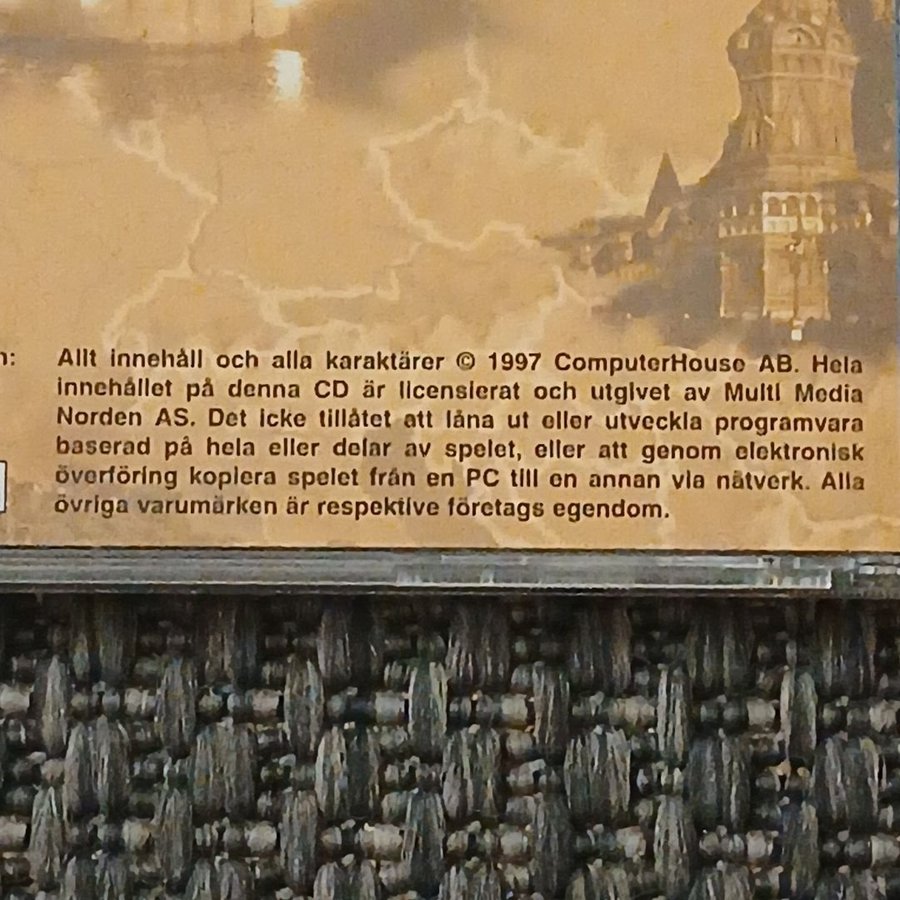 n: Allt innehåll och alla karaktärer © 1997 ComputerHouse AB. Hela
innehållet på denna CD är licensierat och utgivet av Multi Media
Norden AS. Det icke tillåtet att låna ut eller utveckla programvara
baserad på hela eller delar av spelet, eller att genom elektronisk
överföring kopiera spelet från en PC till en annan via nätverk. Alla
övriga varumärken är respektive företags egendom.